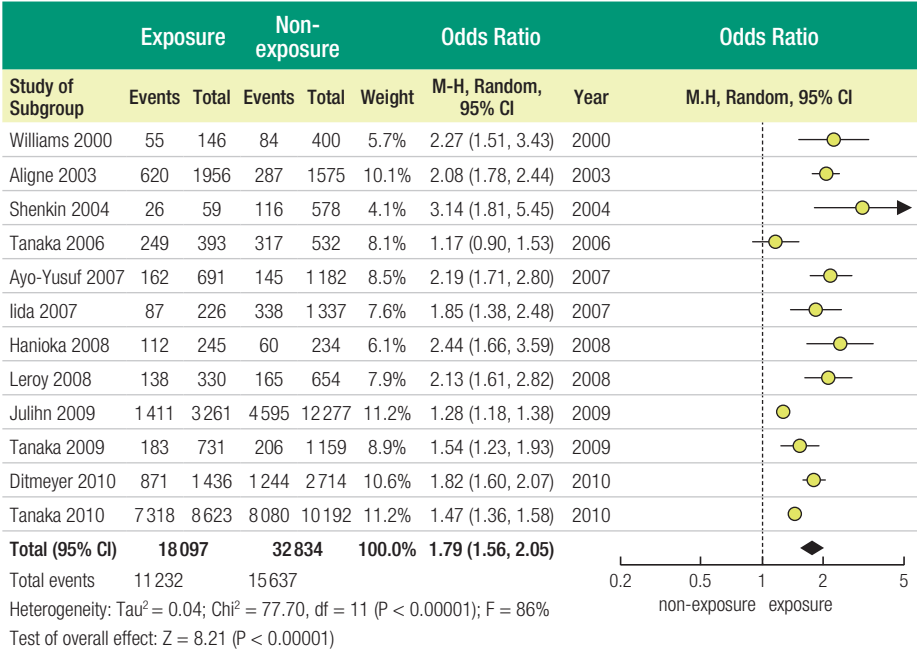 Exposure Non-exposure Odds Ratio Odds Ratio
Study of Subgroup Events Total Events Total Weight M-H, Random, 95% CI Year M.H, Random, 95% CI
Williams 2000 55 146 84 400 5.7% 2.27 (1.51, 3.43) 2000
Aligne 2003 620 1956 287 1575 10.1% 2.08 (1.78, 2.44) 2003
Shenkin 2004 26 59 116 578 4.1% 3.14 (1.81, 5.45) 2004
Tanaka 2006 249 393 317 532 8.1% 1.17 (0.90, 1.53) 2006
Ayo-Yusuf 2007 162 691 145 1182 8.5% 2.19 (1.71, 2.80) 2007
Iida 2007 87 226 338 1337 7.6% 1.85 (1.38, 2.48) 2007
Hanioka 2008 112 245 60 234 6.1% 2.44 (1.66, 3.59) 2008
Leroy 2008 138 330 165 654 7.9% 2.13 (1.61, 2.82) 2008
Julihn 2009 1411 3261 4595 12277 11.2% 1.28 (1.18, 1.38) 2009
Tanaka 2009 183 731 206 1159 8.9% 1.54 (1.23, 1.93) 2009
Ditmeyer 2010 871 1436 1244 2714 10.6% 1.82 (1.60, 2.07) 2010
Tanaka 2010 7318 8623 8080 10192 11.2% 1.47 (1.36, 1.58) 2010
Total (95% CI) 18097 32834 100.0% 1.79 (1.56, 2.05)
Total events 11232 15637
0.2 0.5 1 2 5
non-exposure exposure
Heterogeneity: Tau² = 0.04; Chi² = 77.70, df = 11 (P < 0.00001); F = 86%
Test of overall effect: Z = 8.21 (P < 0.00001)